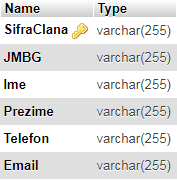 Name Type
SifraClana varchar(255)
JMBG varchar(255)
Ime varchar(255)
Prezime varchar(255)
Telefon varchar(255)
Email varchar(255)